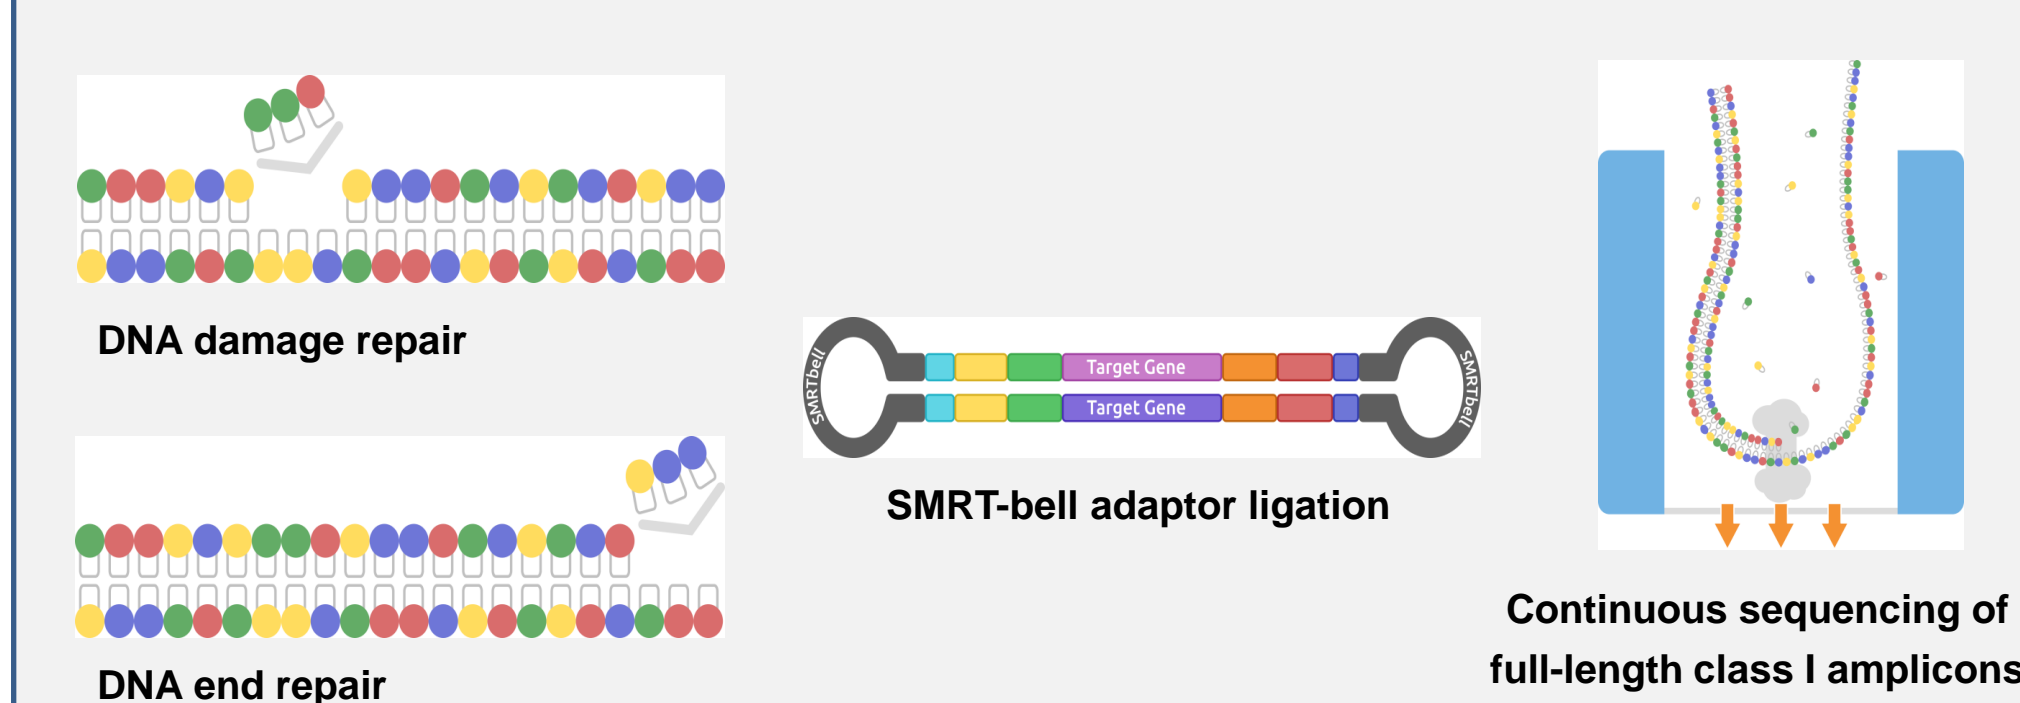 DNA damage repair
DNA end repair
SMRTbell
Target Gene
Target Gene
SMRTbell
SMRT-bell adaptor ligation
Continuous sequencing of
full-length class I amplicons